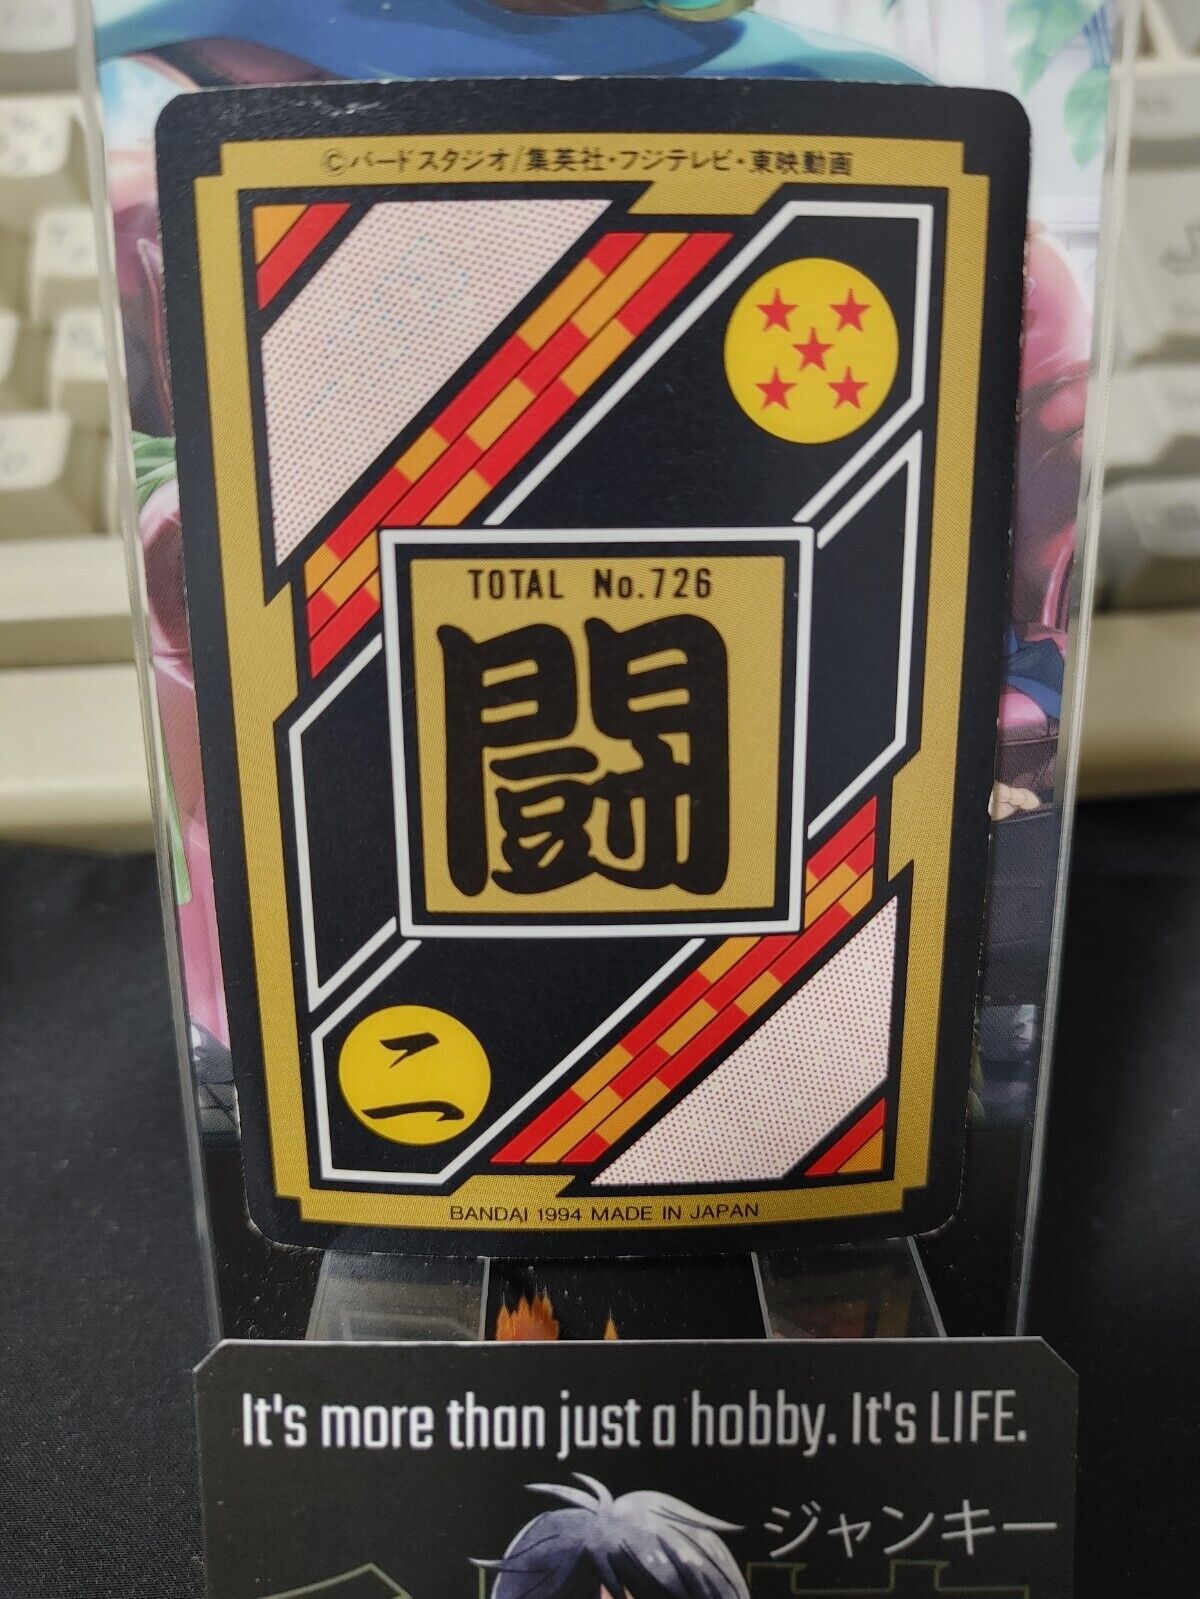 ©バードスタジオ/集英社・フジテレビ・東映動画
TOTAL No.726
闘
二
BANDAI 1994 MADE IN JAPAN
It's more than just a hobby. It's LIFE.
ジャンキー